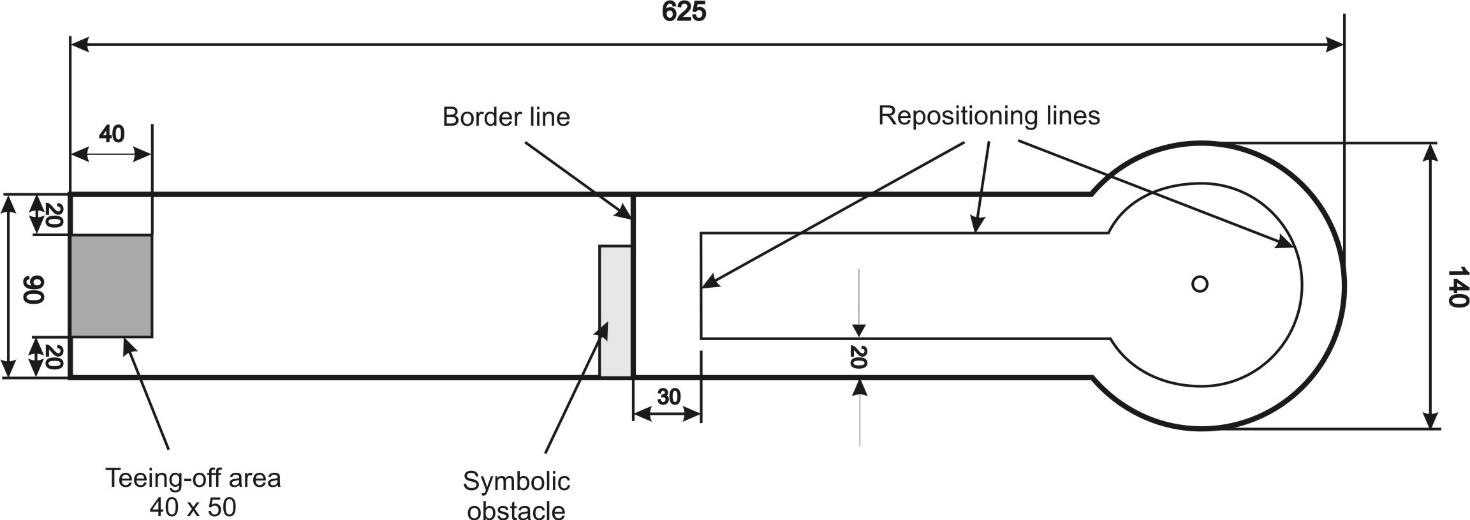 625
Border line
Repositioning lines
40
20
90
20
140
20
30
Teeing-off area
40 x 50
Symbolic
obstacle